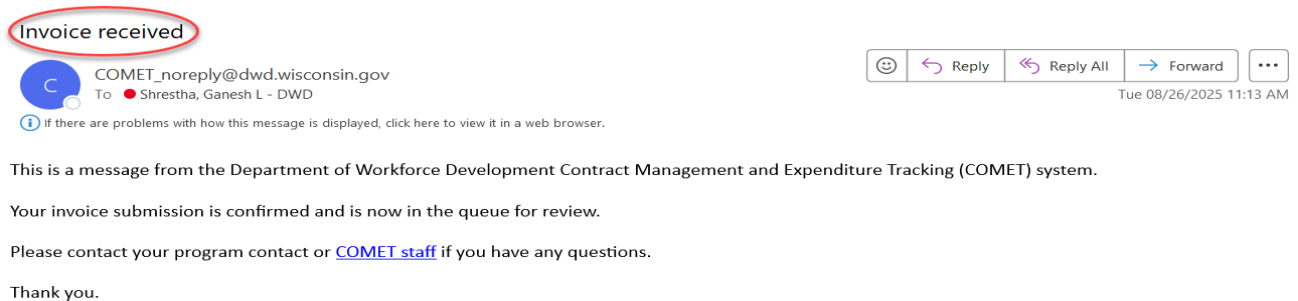 Invoice received
C
COMET_noreply@dwd.wisconsin.gov
To Shrestha, Ganesh L - DWD
Reply Reply All Forward
Tue 08/26/2025 11:13 AM
If there are problems with how this message is displayed, click here to view it in a web browser.
This is a message from the Department of Workforce Development Contract Management and Expenditure Tracking (COMET) system.
Your invoice submission is confirmed and is now in the queue for review.
Please contact your program contact or COMET staff if you have any questions.
Thank you.